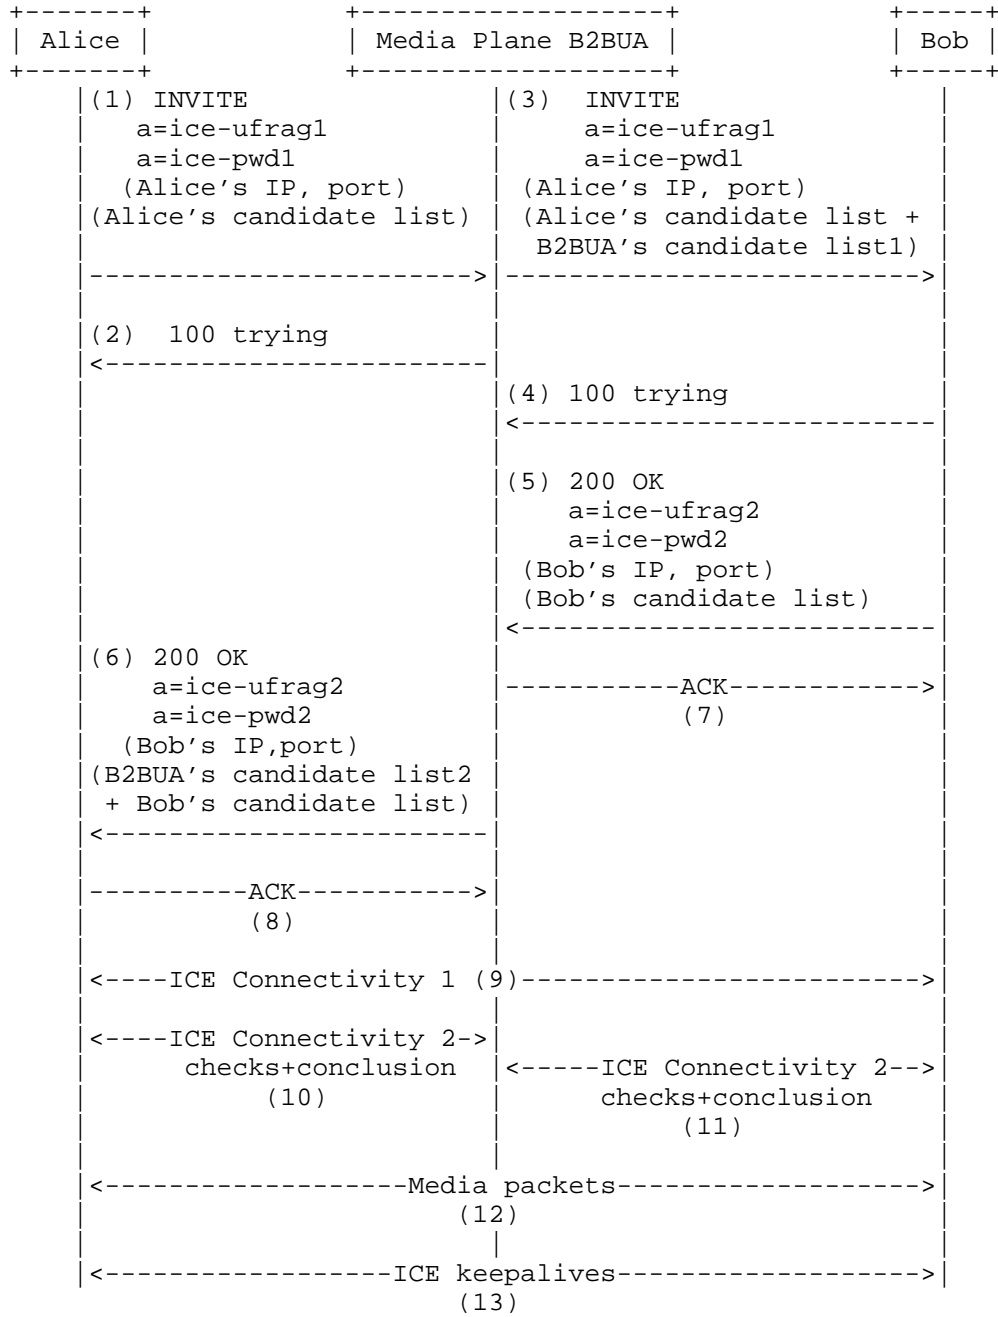 +-------+ +-------------------+ +-----+
| Alice | | Media Plane B2BUA | | Bob |
+-------+ +-------------------+ +-----+
|(1) INVITE |(3) INVITE |
| a=ice-ufrag1 | a=ice-ufrag1 |
| a=ice-pwd1 | a=ice-pwd1 |
| (Alice's IP, port) | (Alice's IP, port) |
|(Alice's candidate list) | (Alice's candidate list + |
| | B2BUA's candidate list1) |
|------------------------>|-------------------------->|
| | |
|(2) 100 trying | |
|<------------------------| |
| |(4) 100 trying |
| |<--------------------------|
| | |
| |(5) 200 OK |
| | a=ice-ufrag2 |
| | a=ice-pwd2 |
| | (Bob's IP, port) |
| | (Bob's candidate list) |
| |<--------------------------|
|(6) 200 OK | |
| a=ice-ufrag2 |-----------ACK------------>|
| a=ice-pwd2 | (7) |
| (Bob's IP,port) | |
|(B2BUA's candidate list2 | |
| + Bob's candidate list) | |
|<------------------------| |
| | |
|----------ACK----------->| |
| (8) | |
| | |
|<----ICE Connectivity 1 (9)------------------------->|
| | |
|<----ICE Connectivity 2->| |
| checks+conclusion |<-----ICE Connectivity 2-->|
| (10) | checks+conclusion |
| | (11) |
| | |
|<-------------------Media packets------------------->|
| (12) |
| | |
|<------------------ICE keepalives------------------->|
(13)